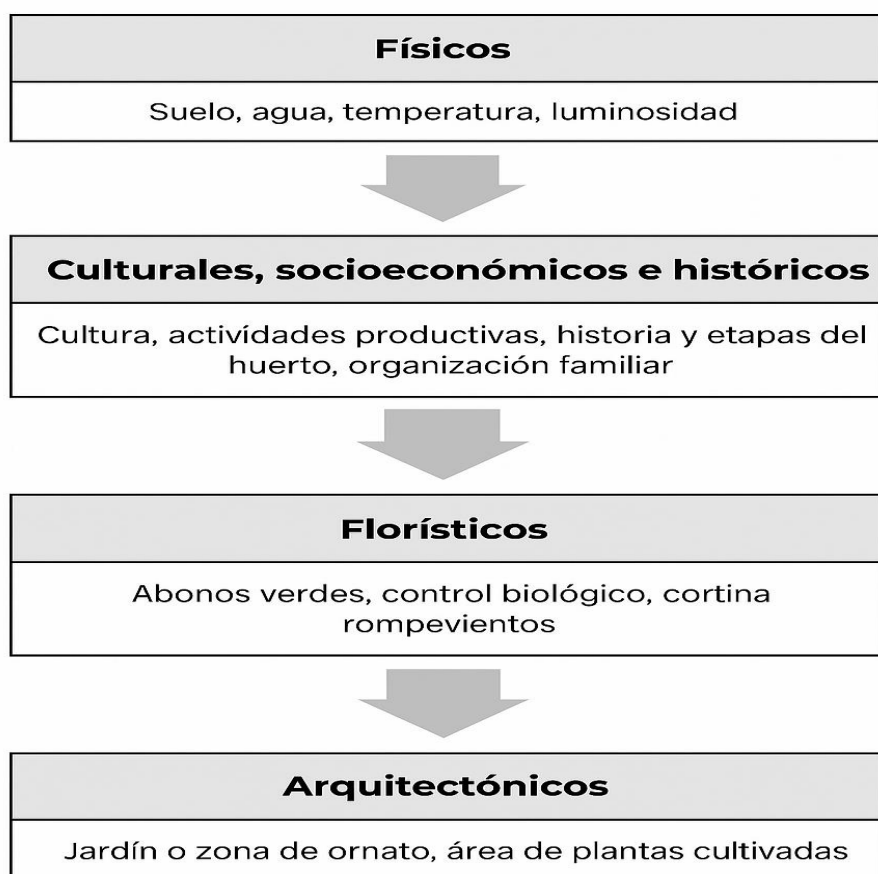 Físicos
Suelo, agua, temperatura, luminosidad
Culturales, socioeconómicos e históricos
Cultura, actividades productivas, historia y etapas del
huerto, organización familiar
Florísticos
Abonos verdes, control biológico, cortina
rompevientos
Arquitectónicos
Jardín o zona de ornato, área de plantas cultivadas